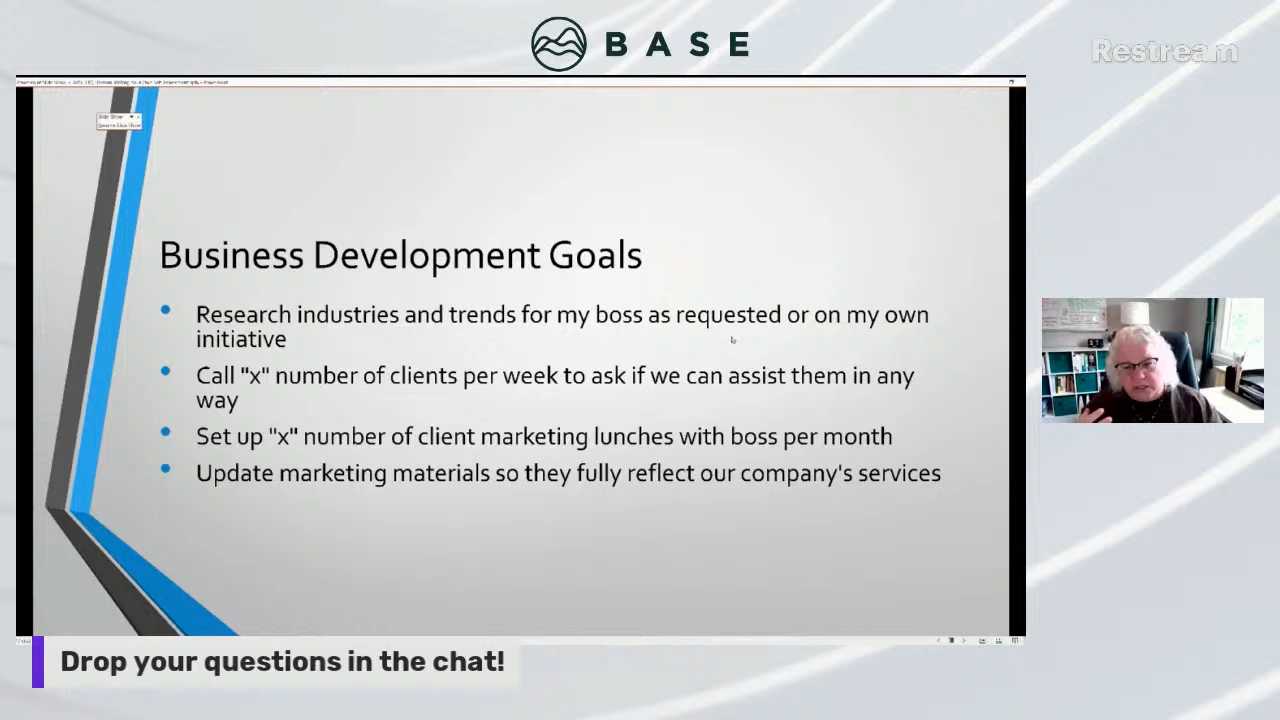 BASE
Restream
Business Development Goals
Research industries and trends for my boss as requested or on my own
initiative
Call "x" number of clients per week to ask if we can assist them in any
way
Set up "x" number of client marketing lunches with boss per month
Update marketing materials so they fully reflect our company's services
Drop your questions in the chat!